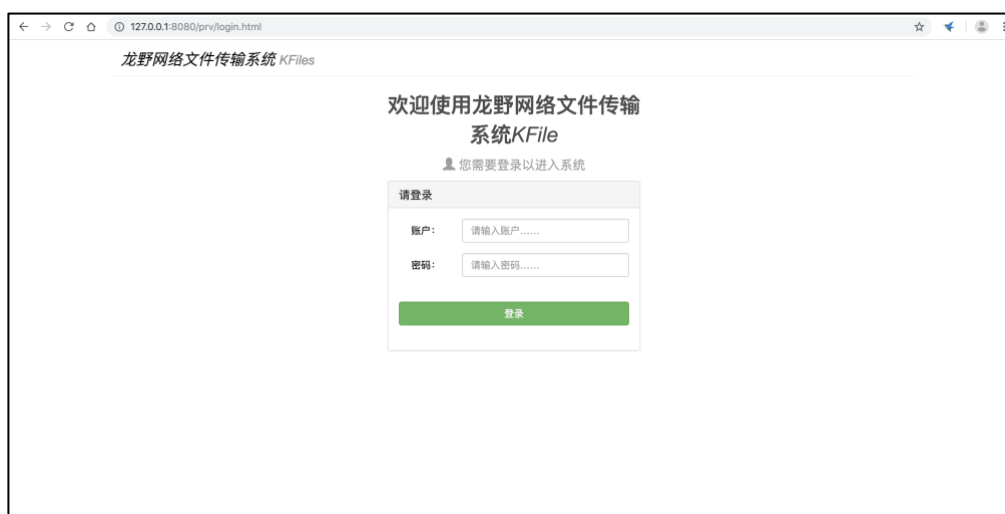 127.0.0.1:8080/prv/login.html
龙野网络文件传输系统 KFiles
欢迎使用龙野网络文件传输
系统KFile
您需要登录以进入系统
请登录
账户： 请输入账户……
密码： 请输入密码……
登录